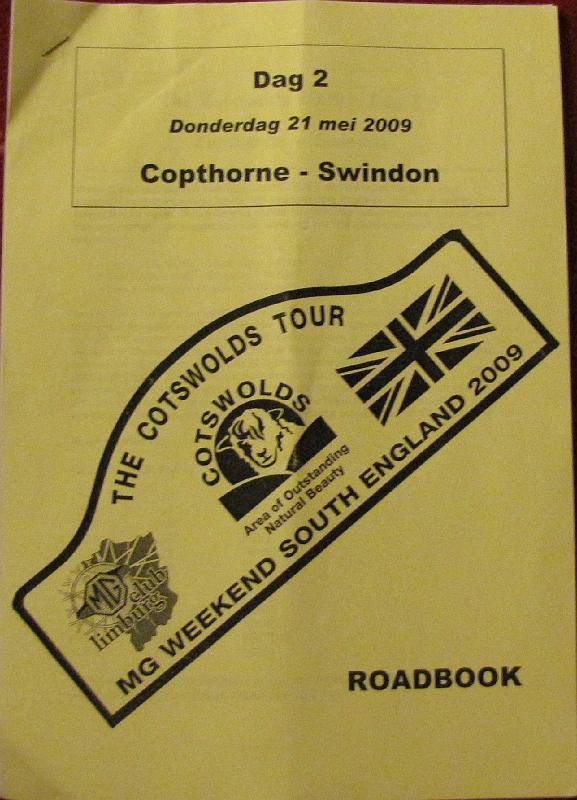 Dag 2
Donderdag 21 mei 2009
Copthorne - Swindon
THE COTSWOLDS TOUR
COTSWOLDS
Area of Outstanding
Natural Beauty
MG
club
limburg
MG WEEKEND SOUTH ENGLAND 2009
ROADBOOK